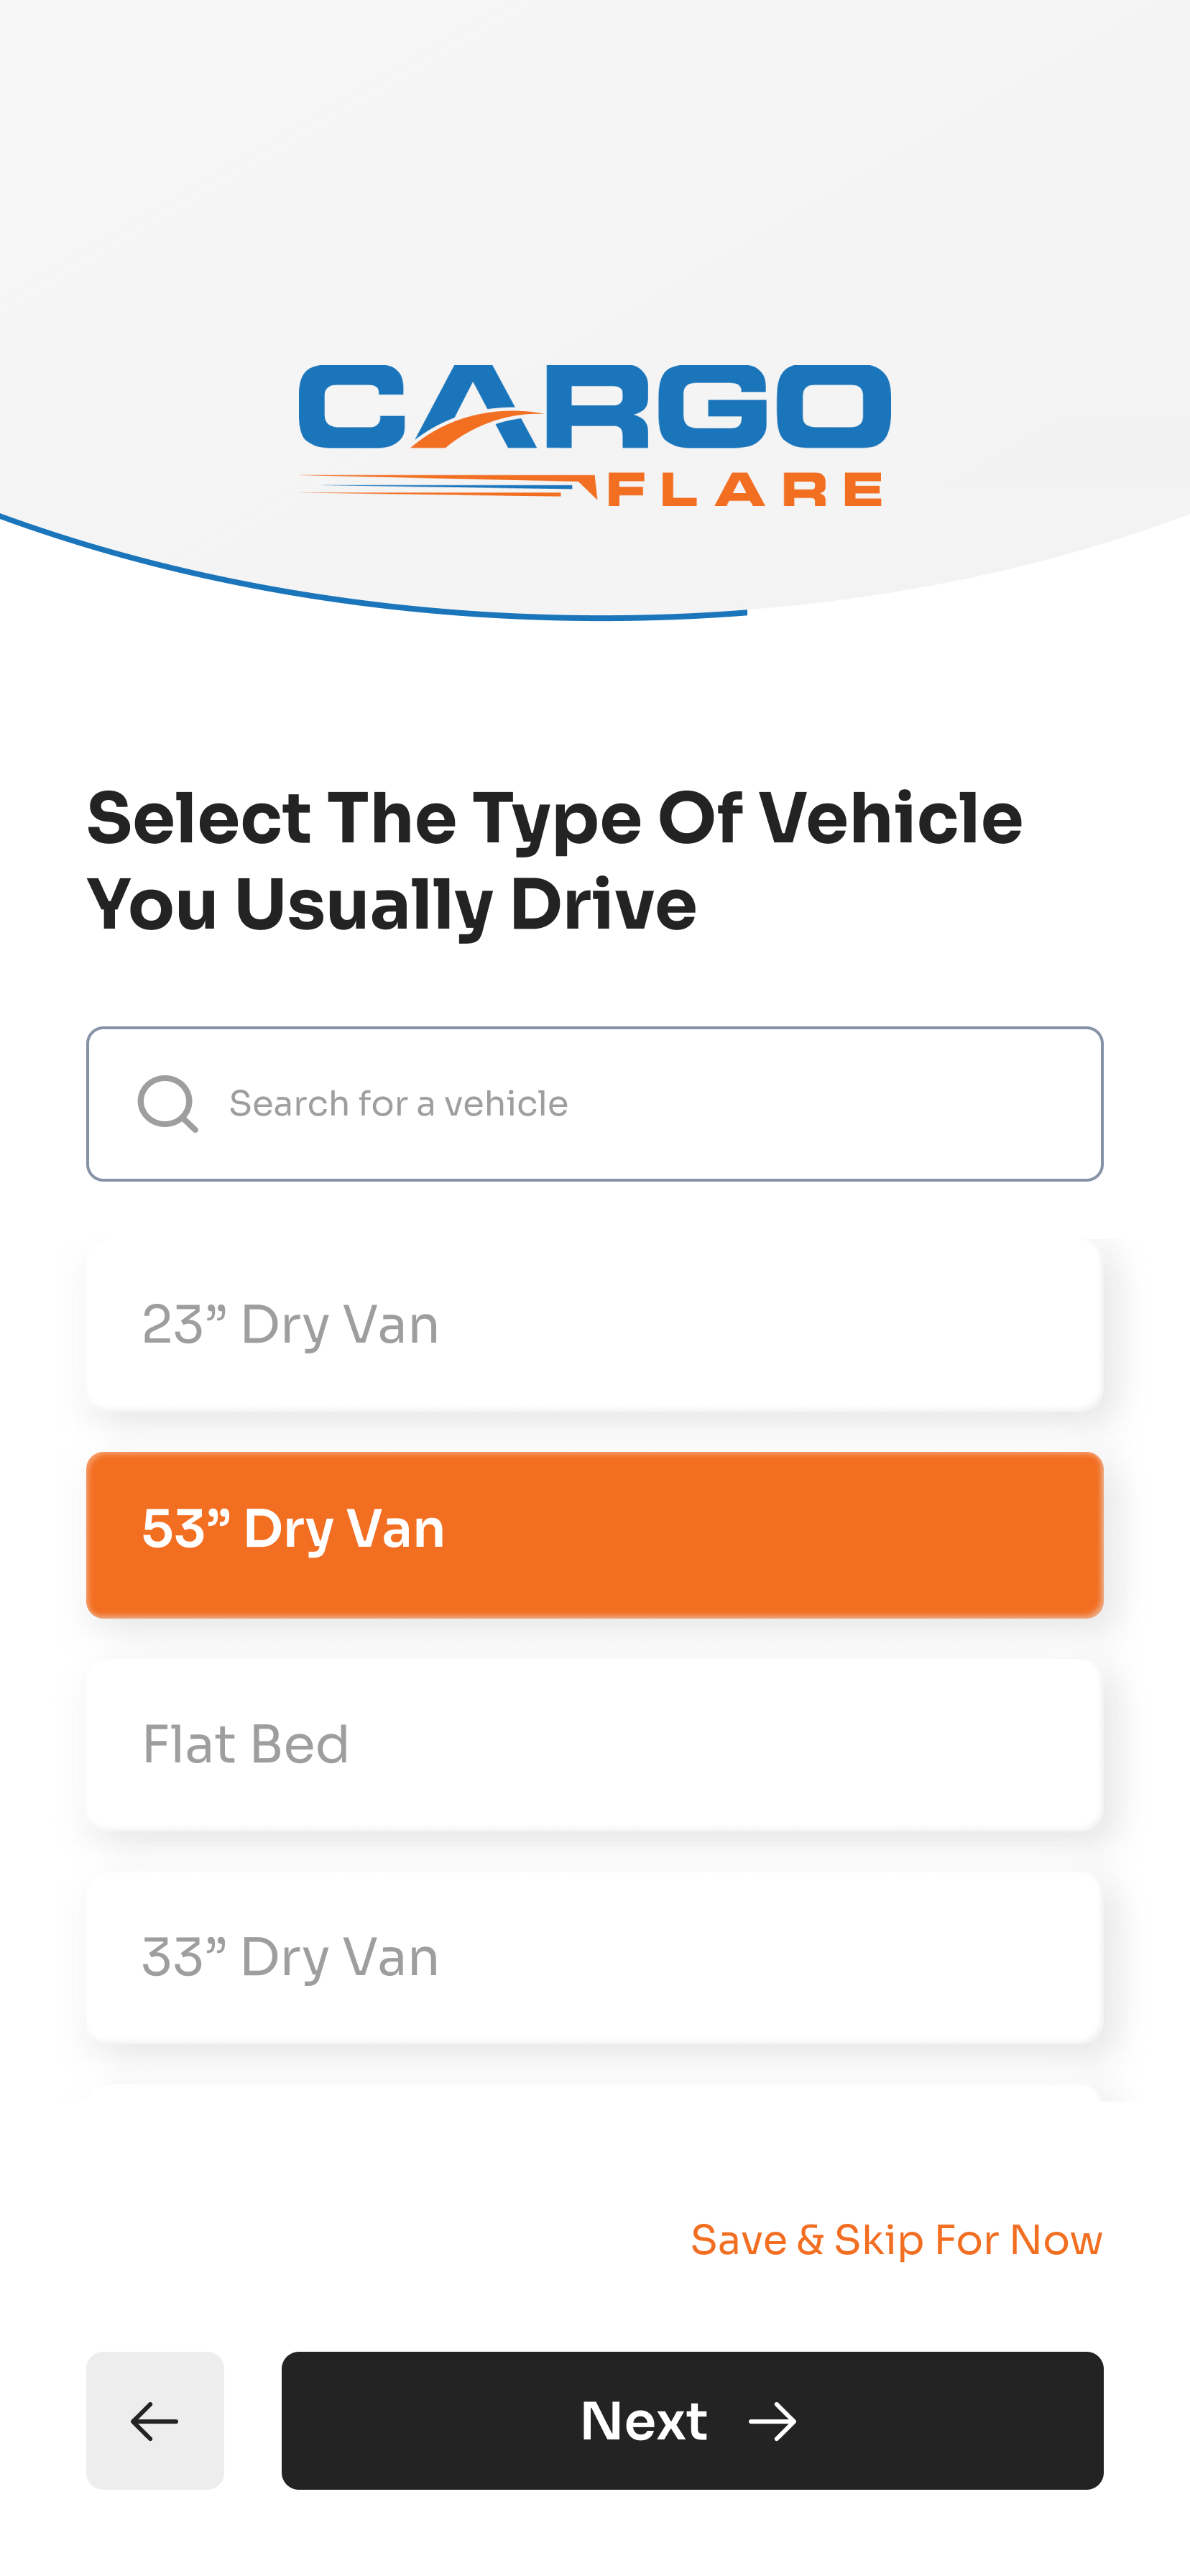 CARGO
FLARE
Select The Type Of Vehicle
You Usually Drive
Search for a vehicle
23” Dry Van
53” Dry Van
Flat Bed
33” Dry Van
Save & Skip For Now
Next